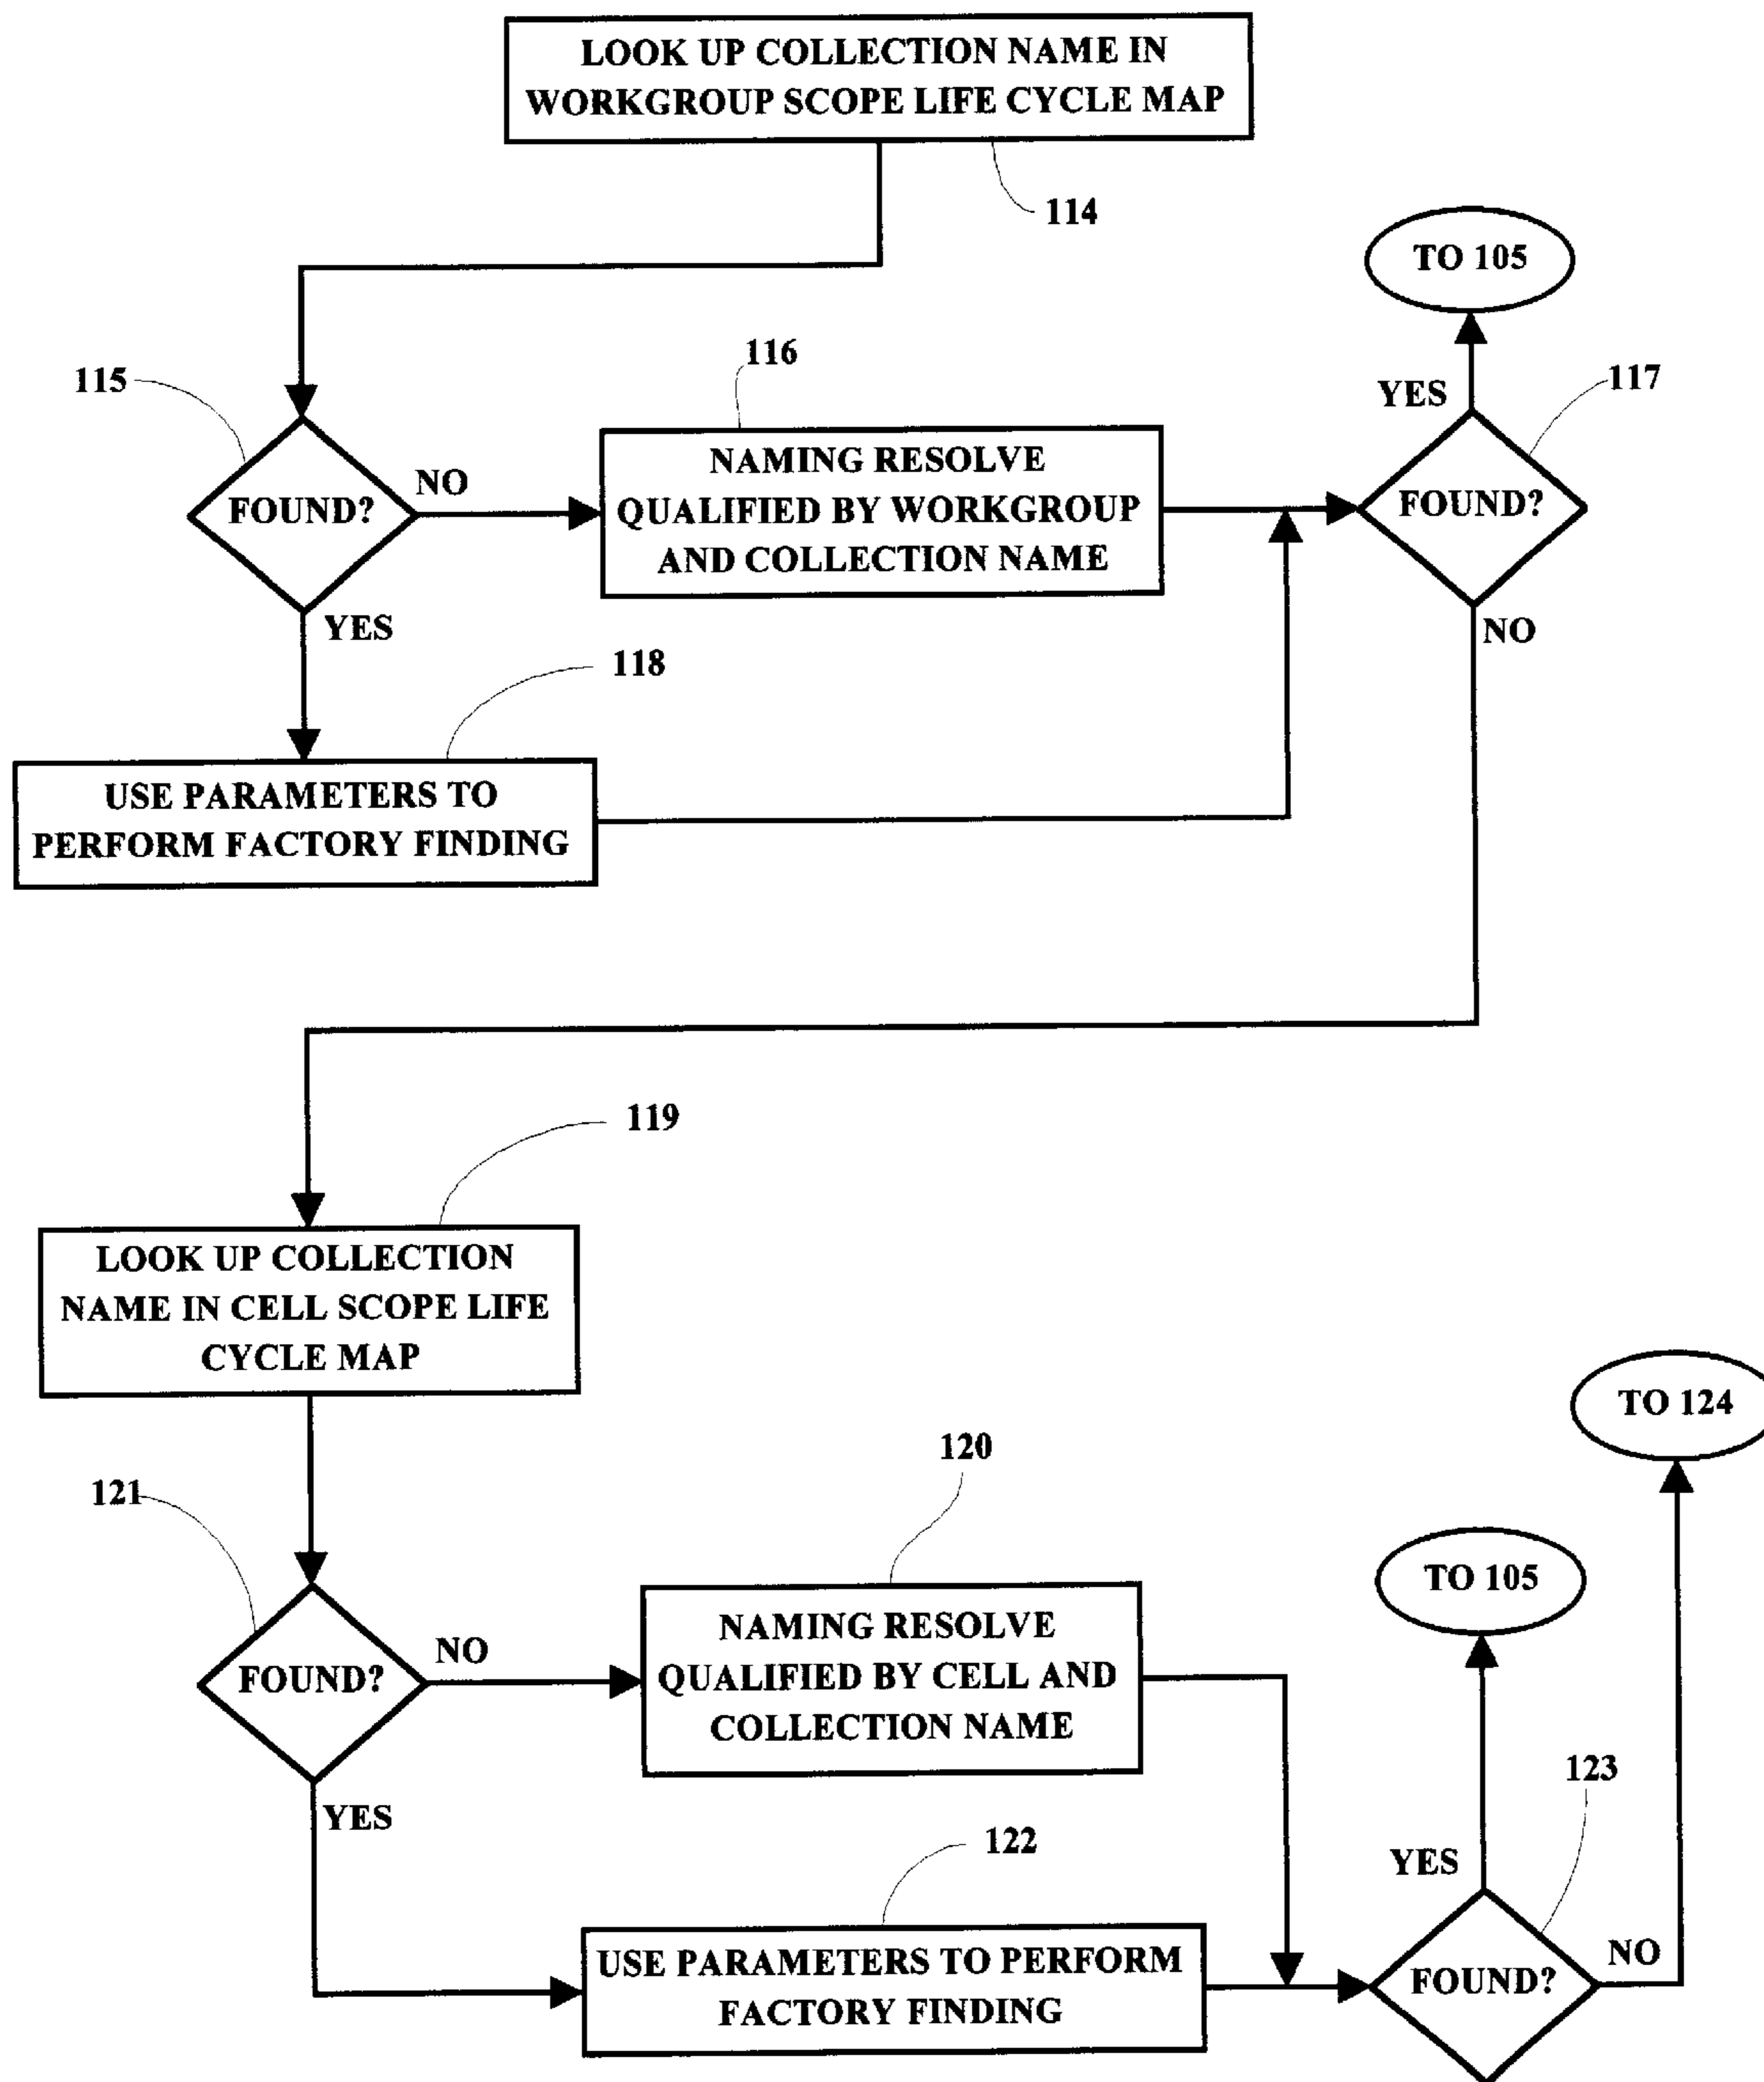 LOOK UP COLLECTION NAME IN
WORKGROUP SCOPE LIFE CYCLE MAP
114
TO 105
115
116
YES
117
FOUND?
NO
NAMING RESOLVE
QUALIFIED BY WORKGROUP
AND COLLECTION NAME
FOUND?
YES
NO
118
USE PARAMETERS TO
PERFORM FACTORY FINDING
119
LOOK UP COLLECTION
NAME IN CELL SCOPE LIFE
CYCLE MAP
TO 124
121
120
TO 105
FOUND?
NO
NAMING RESOLVE
QUALIFIED BY CELL AND
COLLECTION NAME
YES
123
122
YES
USE PARAMETERS TO PERFORM
FACTORY FINDING
FOUND?
NO